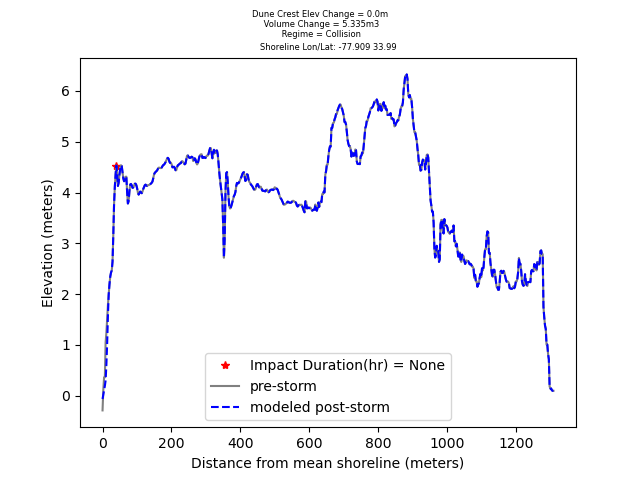 Dune Crest Elev Change = 0.0m
Volume Change = 5.335m3
Regime = Collision
Shoreline Lon/Lat: -77.909 33.99
6
5
4
3
2
1
0
Elevation (meters)
Impact Duration(hr) = None
pre-storm
modeled post-storm
0 200 400 600 800 1000 1200
Distance from mean shoreline (meters)